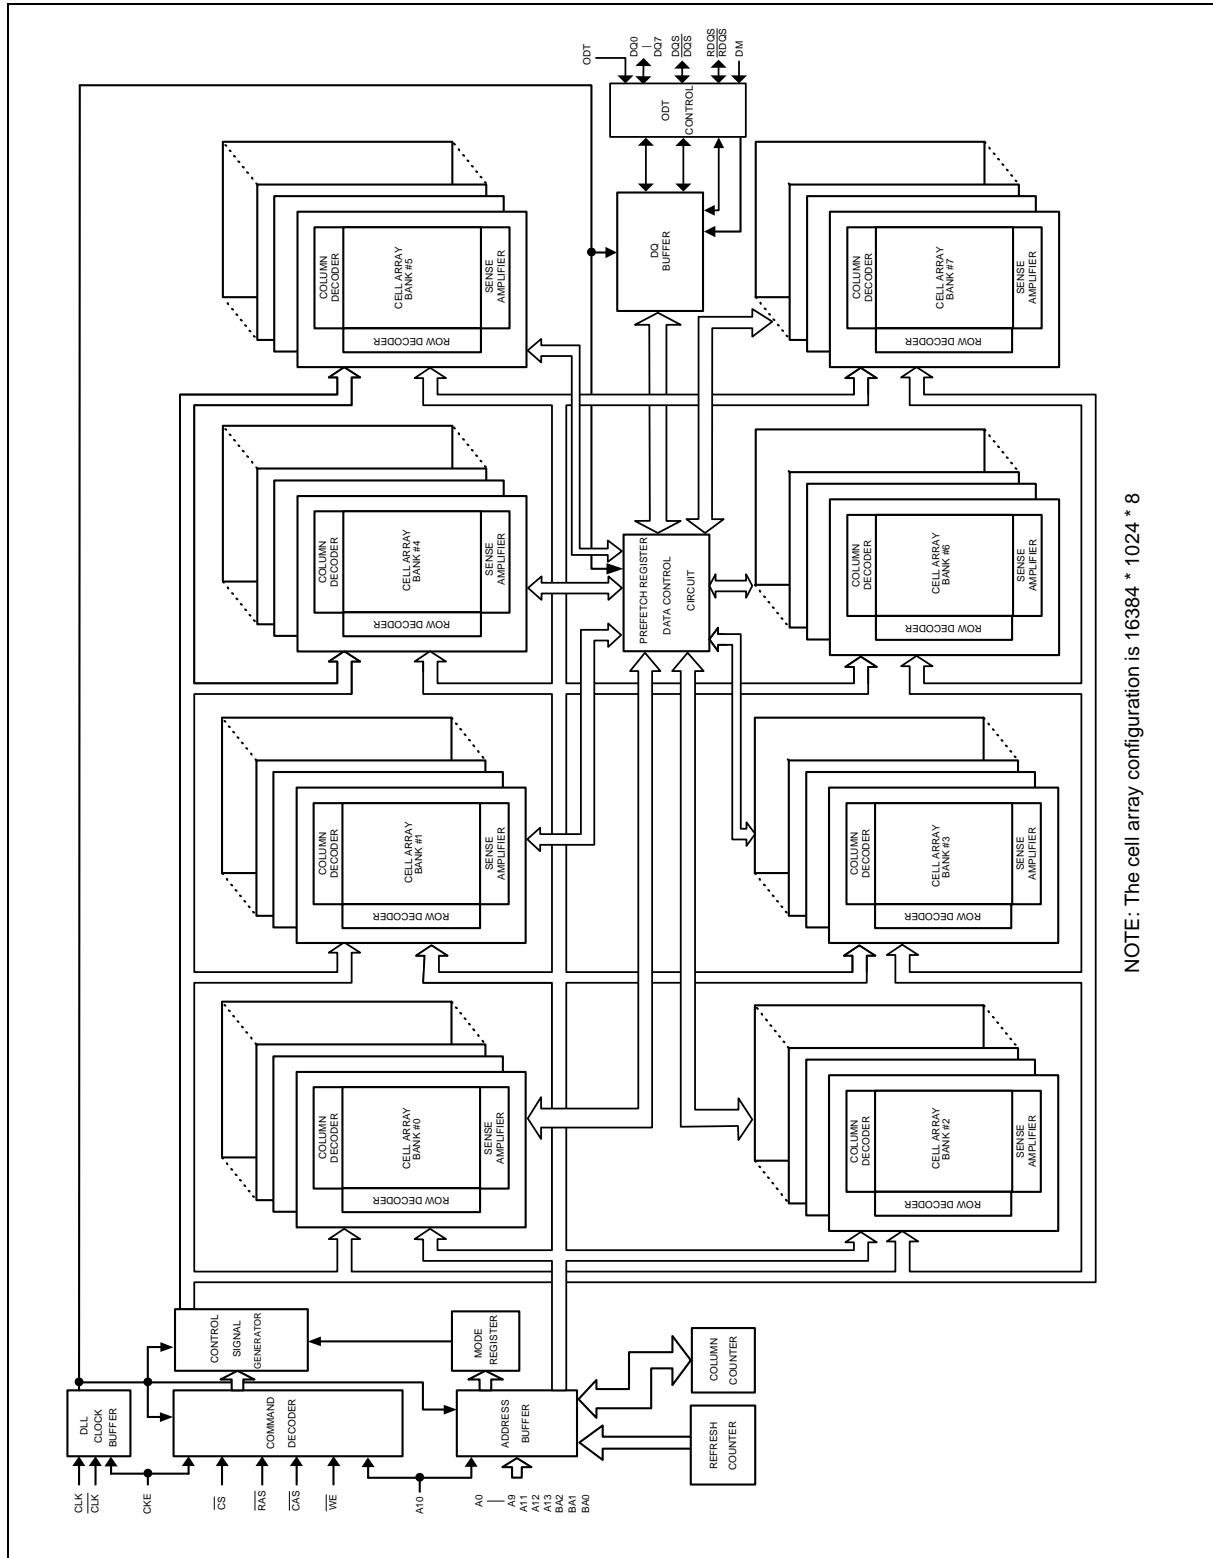 CLK
CLK
CKE
CS
RAS
CAS
WE
A10
A0
A9
A11
A12
A13
BA2
BA1
BA0
DLL
CLOCK
BUFFER
COMMAND
DECODER
ADDRESS
BUFFER
REFRESH
COUNTER
COLUMN
COUNTER
CONTROL
SIGNAL
GENERATOR
MODE
REGISTER
COLUMN
DECODER
CELL ARRAY
BANK #0
SENSE
AMPLIFIER
ROW DECODER
COLUMN
DECODER
CELL ARRAY
BANK #2
SENSE
AMPLIFIER
ROW DECODER
COLUMN
DECODER
CELL ARRAY
BANK #1
SENSE
AMPLIFIER
ROW DECODER
COLUMN
DECODER
CELL ARRAY
BANK #3
SENSE
AMPLIFIER
ROW DECODER
COLUMN
DECODER
CELL ARRAY
BANK #4
SENSE
AMPLIFIER
ROW DECODER
COLUMN
DECODER
CELL ARRAY
BANK #6
SENSE
AMPLIFIER
ROW DECODER
PREFETCH REGISTER
DATA CONTROL
CIRCUIT
COLUMN
DECODER
CELL ARRAY
BANK #5
SENSE
AMPLIFIER
ROW DECODER
COLUMN
DECODER
CELL ARRAY
BANK #7
SENSE
AMPLIFIER
ROW DECODER
DQ
BUFFER
ODT
CONTROL
ODT
DQ0
DQ7
DQS
DQS
RDQS
RDQS
DM
NOTE: The cell array configuration is 16384 * 1024 * 8